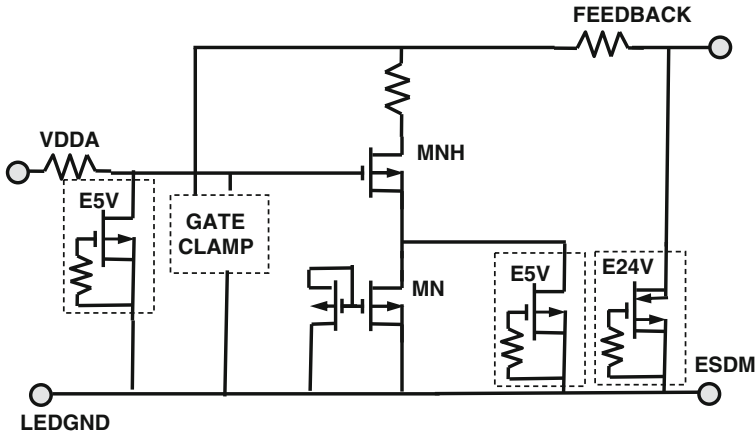 FEEDBACK
VDDA
MNH
E5V
GATE
CLAMP
MN
E5V
E24V
ESDM
LEDGND